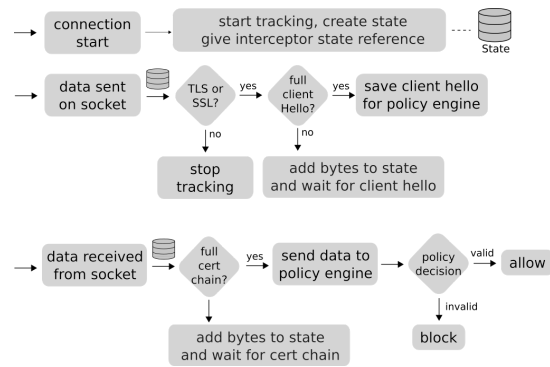 connection
start
start tracking, create state
give interceptor state reference
State
data sent
on socket
TLS or
SSL?
yes
full
client
Hello?
yes
save client hello
for policy engine
no
no
stop
tracking
add bytes to state
and wait for client hello
data received
from socket
full
cert
chain?
yes
send data to
policy engine
policy
decision
valid
allow
invalid
add bytes to state
and wait for cert chain
block